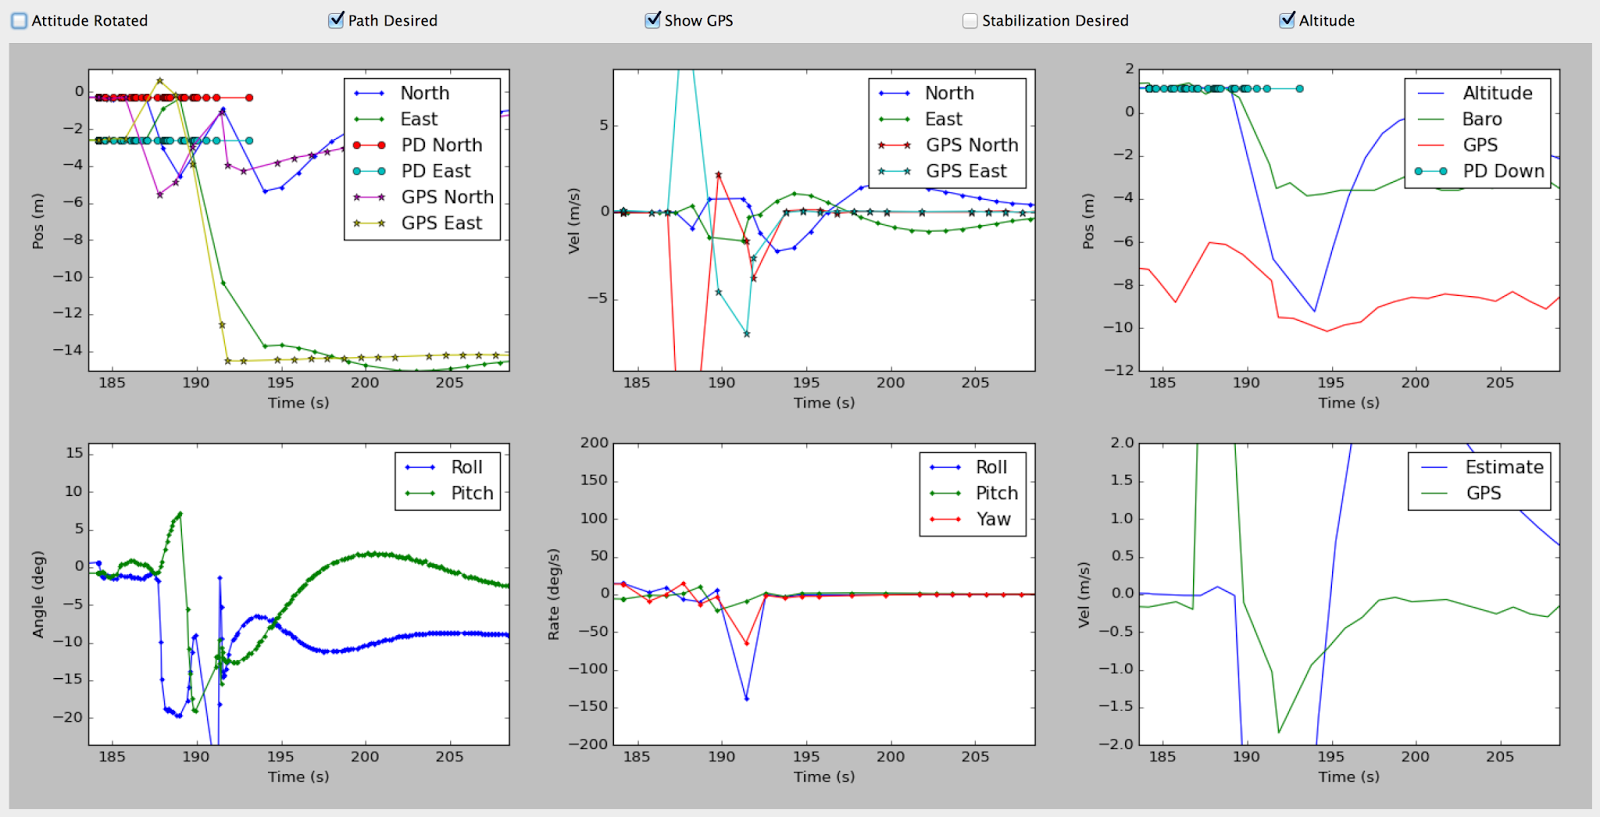 Attitude Rotated Path Desired Show GPS Stabilization Desired Altitude
0
−2
−4
−6
−8
−10
−12
−14
Pos (m)
North
East
PD North
PD East
GPS North
GPS East
185 190 195 200 205
Time (s)
5
0
−5
Vel (m/s)
North
East
GPS North
GPS East
185 190 195 200 205
Time (s)
2
0
−2
−4
−6
−8
−10
−12
Pos (m)
Altitude
Baro
GPS
PD Down
185 190 195 200 205
Time (s)
15
10
5
0
−5
−10
−15
−20
Angle (deg)
Roll
Pitch
185 190 195 200 205
Time (s)
200
150
100
50
0
−50
−100
−150
−200
Rate (deg/s)
Roll
Pitch
Yaw
185 190 195 200 205
Time (s)
2.0
1.5
1.0
0.5
0.0
−0.5
−1.0
−1.5
−2.0
Vel (m/s)
Estimate
GPS
185 190 195 200 205
Time (s)